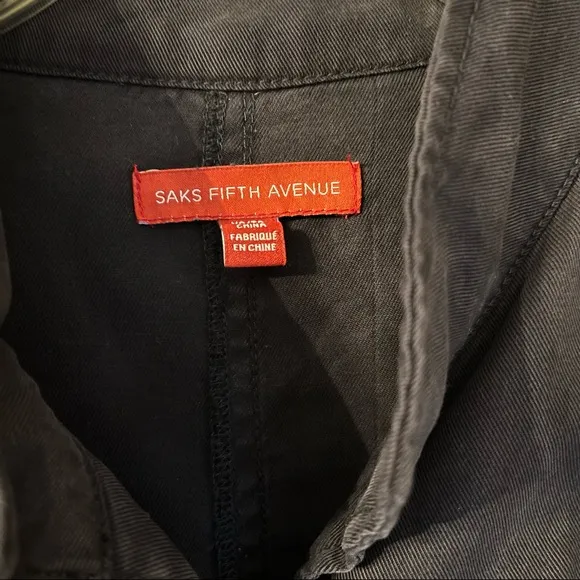 SAKS FIFTH AVENUE
CHINA
FABRIQUÉ
EN CHINE